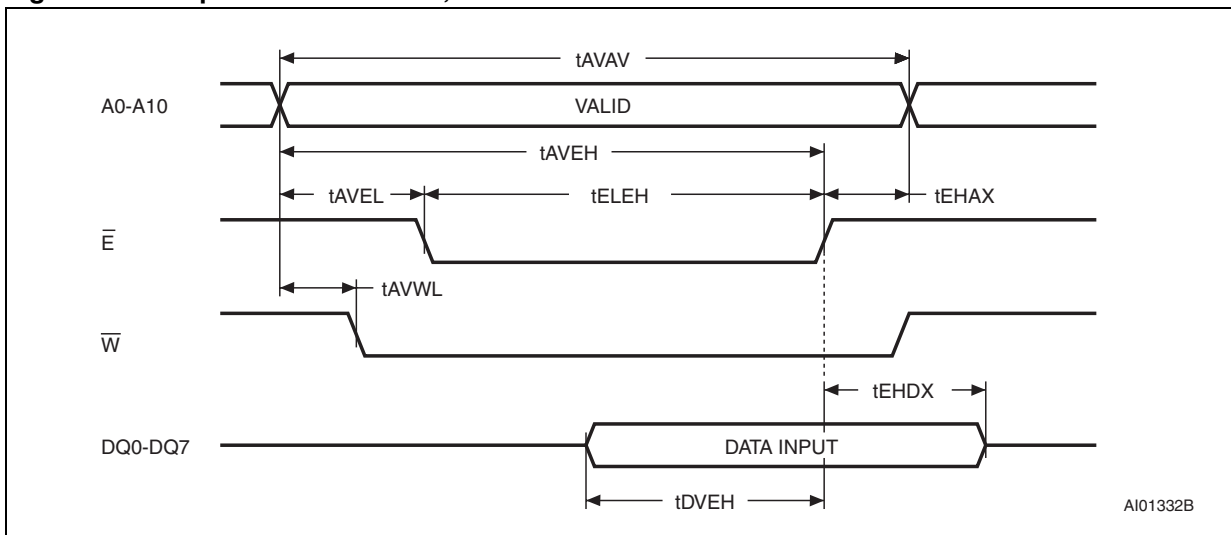 tAVAV
A0-A10
VALID
tAVEH
tAVEL
tELEH
tEHAX
E̅
tAVWL
W̅
tEHDX
DQ0-DQ7
DATA INPUT
tDVEH
AI01332B